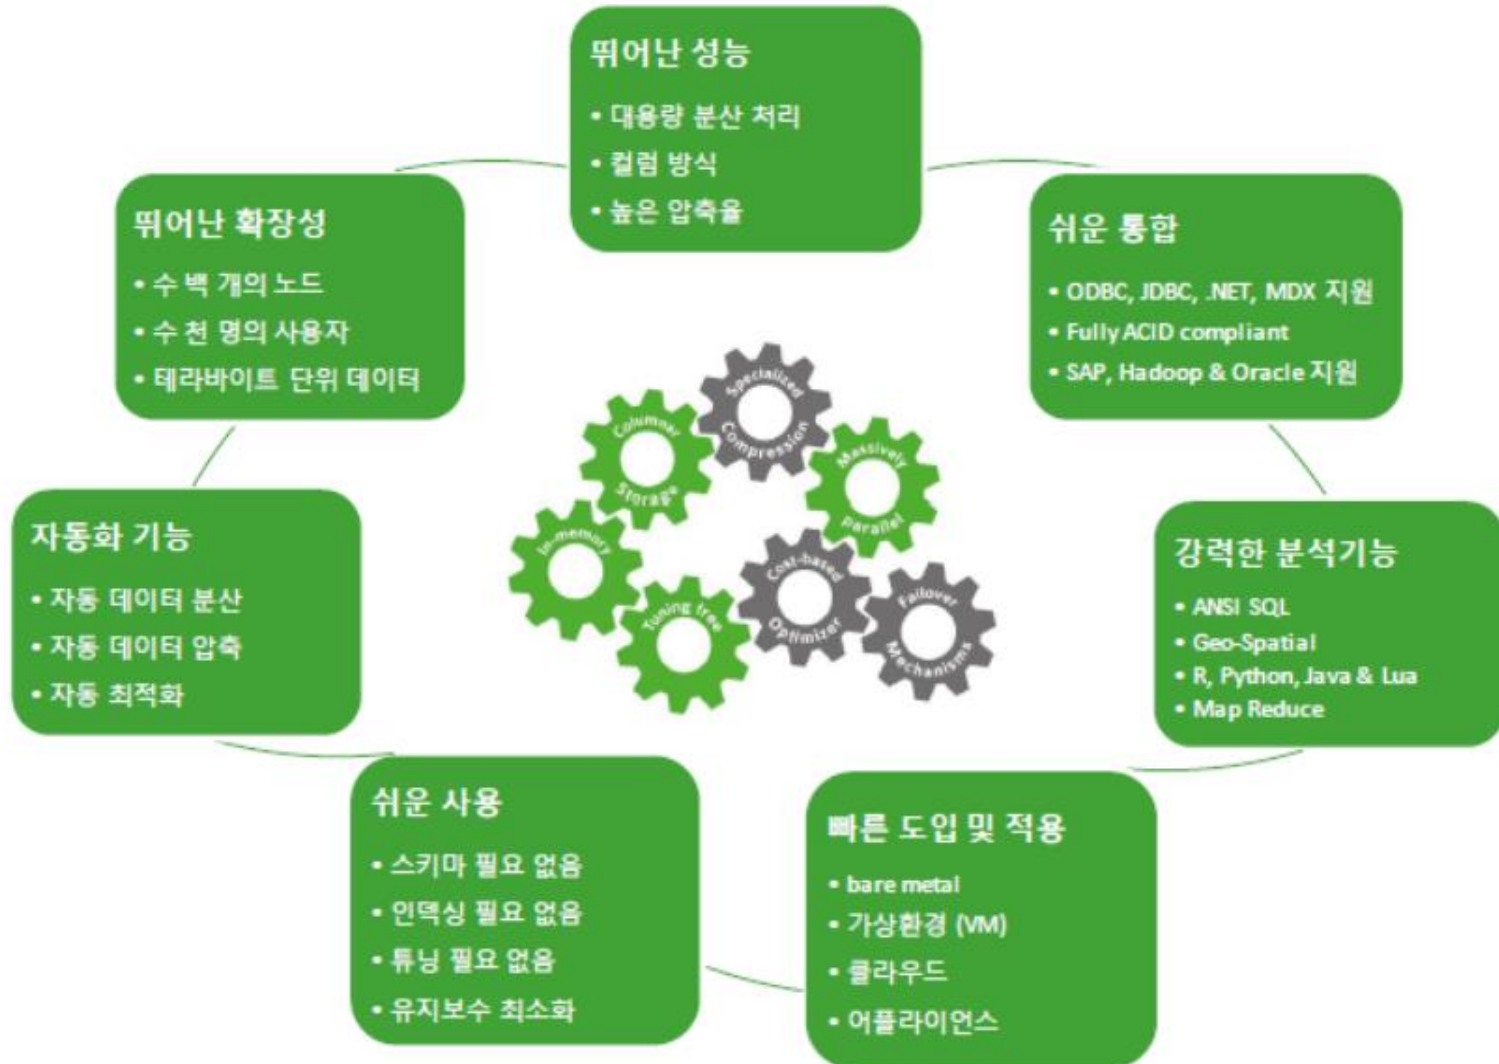 뛰어난 성능
• 대용량 분산 처리
• 컬럼 방식
• 높은 압축율
쉬운 통합
• ODBC, JDBC, .NET, MDX 지원
• Fully ACID compliant
• SAP, Hadoop & Oracle 지원
강력한 분석기능
• ANSI SQL
• Geo-Spatial
• R, Python, Java & Lua
• Map Reduce
빠른 도입 및 적용
• bare metal
• 가상환경 (VM)
• 클라우드
• 어플라이언스
쉬운 사용
• 스키마 필요 없음
• 인덱싱 필요 없음
• 튜닝 필요 없음
• 유지보수 최소화
자동화 기능
• 자동 데이터 분산
• 자동 데이터 압축
• 자동 최적화
뛰어난 확장성
• 수 백 개의 노드
• 수 천 명의 사용자
• 테라바이트 단위 데이터
Specialized
Compression
Columnar
Storage
Massively
parallel
In-memory
Cost-based
Optimizer
Failover
Mechanisms
Tuning free